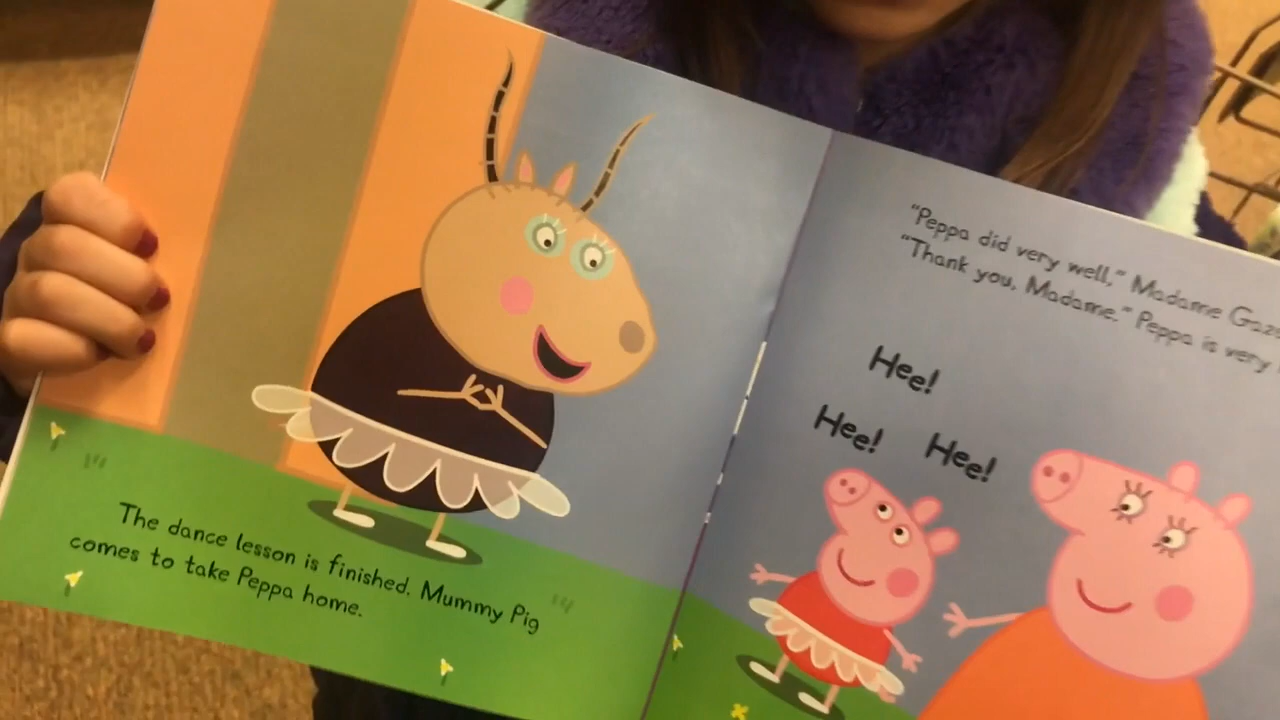 The dance lesson is finished. Mummy Pig
comes to take Peppa home.
"Peppa did very well," Madame
"Thank you, Madame." Peppa is very
Hee!
Hee! Hee!